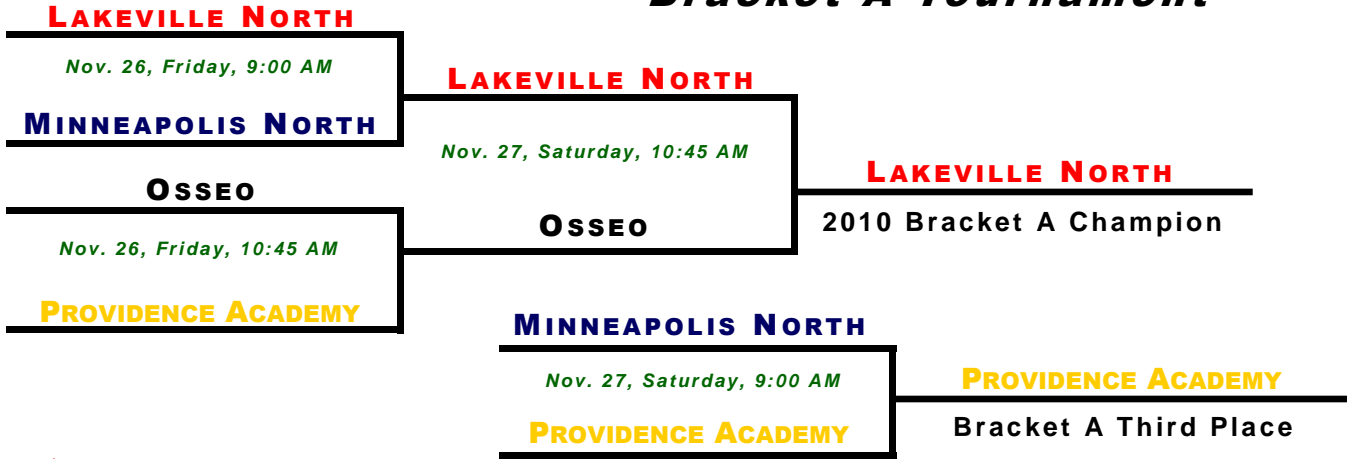 Bracket A Tournament
LAKEVILLE NORTH
Nov. 26, Friday, 9:00 AM
MINNEAPOLIS NORTH
OSSEO
Nov. 26, Friday, 10:45 AM
PROVIDENCE ACADEMY
LAKEVILLE NORTH
Nov. 27, Saturday, 10:45 AM
OSSEO
LAKEVILLE NORTH
2010 Bracket A Champion
MINNEAPOLIS NORTH
Nov. 27, Saturday, 9:00 AM
PROVIDENCE ACADEMY
PROVIDENCE ACADEMY
Bracket A Third Place